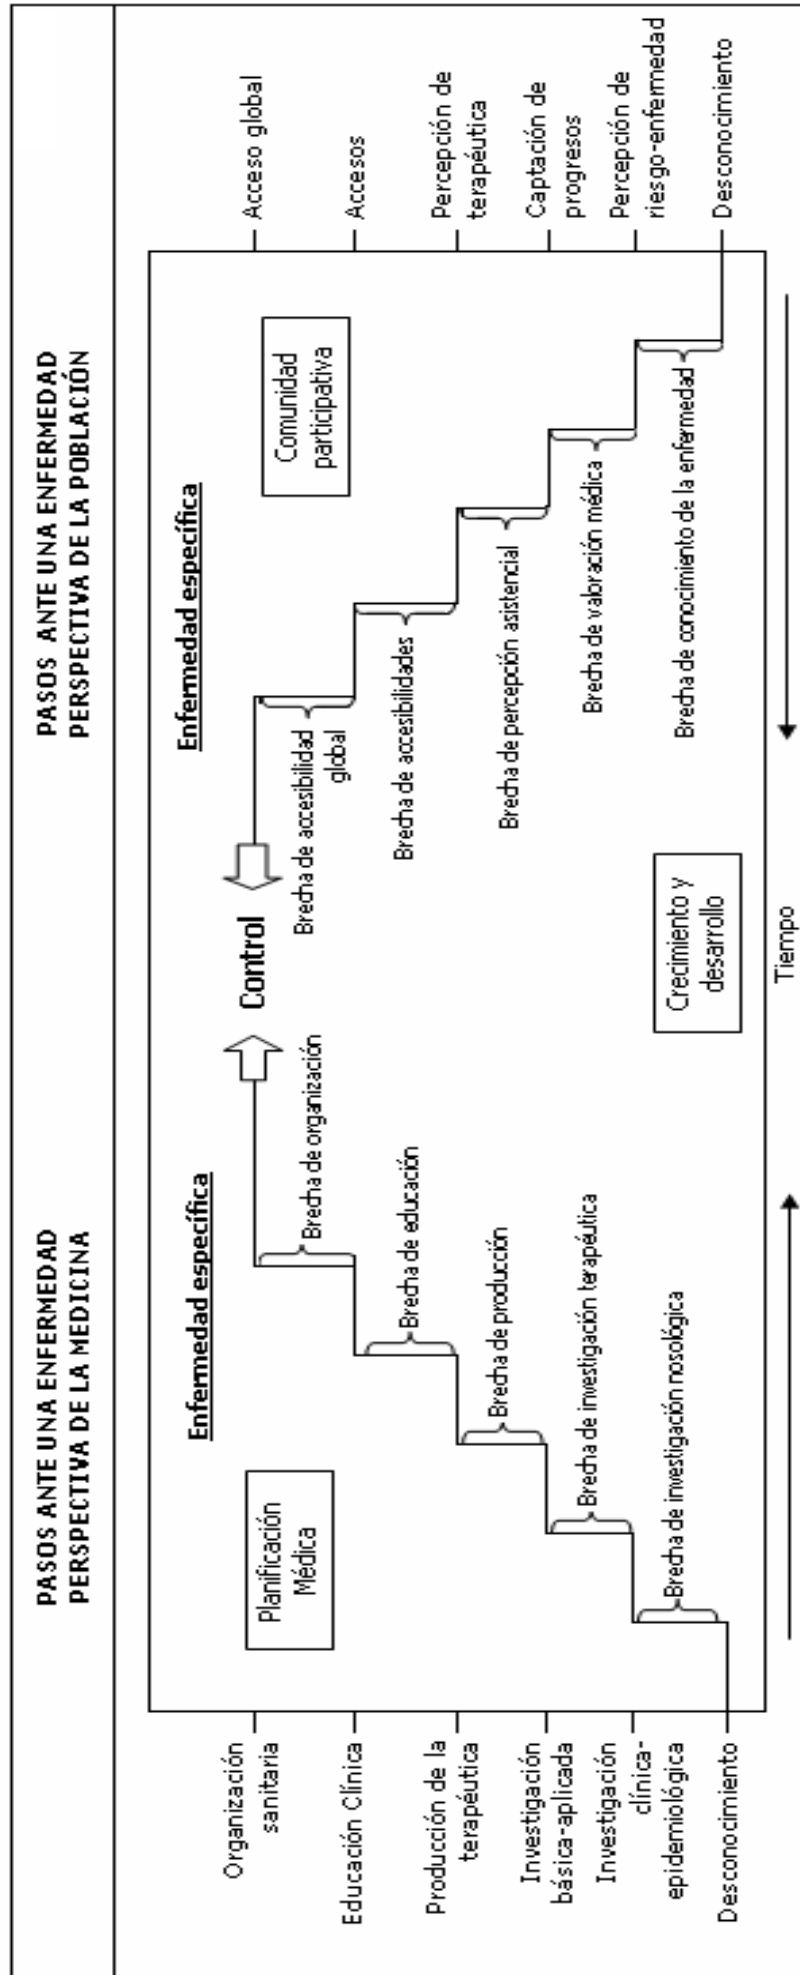 PASOS ANTE UNA ENFERMEDAD
PERSPECTIVA DE LA MEDICINA
PASOS ANTE UNA ENFERMEDAD
PERSPECTIVA DE LA POBLACIÓN
Organización
sanitaria
Educación Clínica
Producción de la
terapéutica
Investigación
básica-aplicada
Investigación
clínica-
epidemiológica
Desconocimiento
Planificación
Médica
Enfermedad específica
Brecha de organización
Brecha de educación
Brecha de producción
Brecha de investigación terapéutica
Brecha de investigación nosológica
Control
Crecimiento y
desarrollo
Enfermedad específica
Comunidad
participativa
Brecha de accesibilidad
global
Brecha de accesibilidades
Brecha de percepción asistencial
Brecha de valoración médica
Brecha de conocimiento de la enfermedad
Acceso global
Accesos
Percepción de
terapéutica
Captación de
progresos
Percepción de
riesgo-enfermedad
Desconocimiento
Tiempo